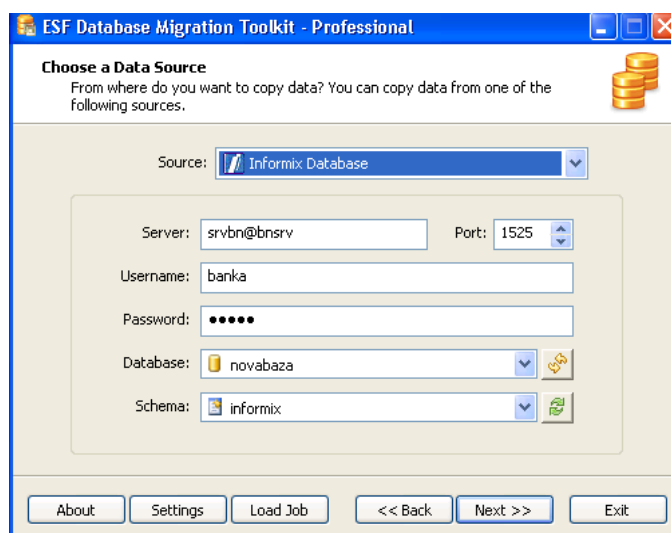 ESF Database Migration Toolkit - Professional
Choose a Data Source
From where do you want to copy data? You can copy data from one of the
following sources.
Source: Informix Database
Server: srvbn@bnsrv Port: 1525
Username: banka
Password: •••••
Database: novabaza
Schema: informix
About Settings Load Job << Back Next >> Exit